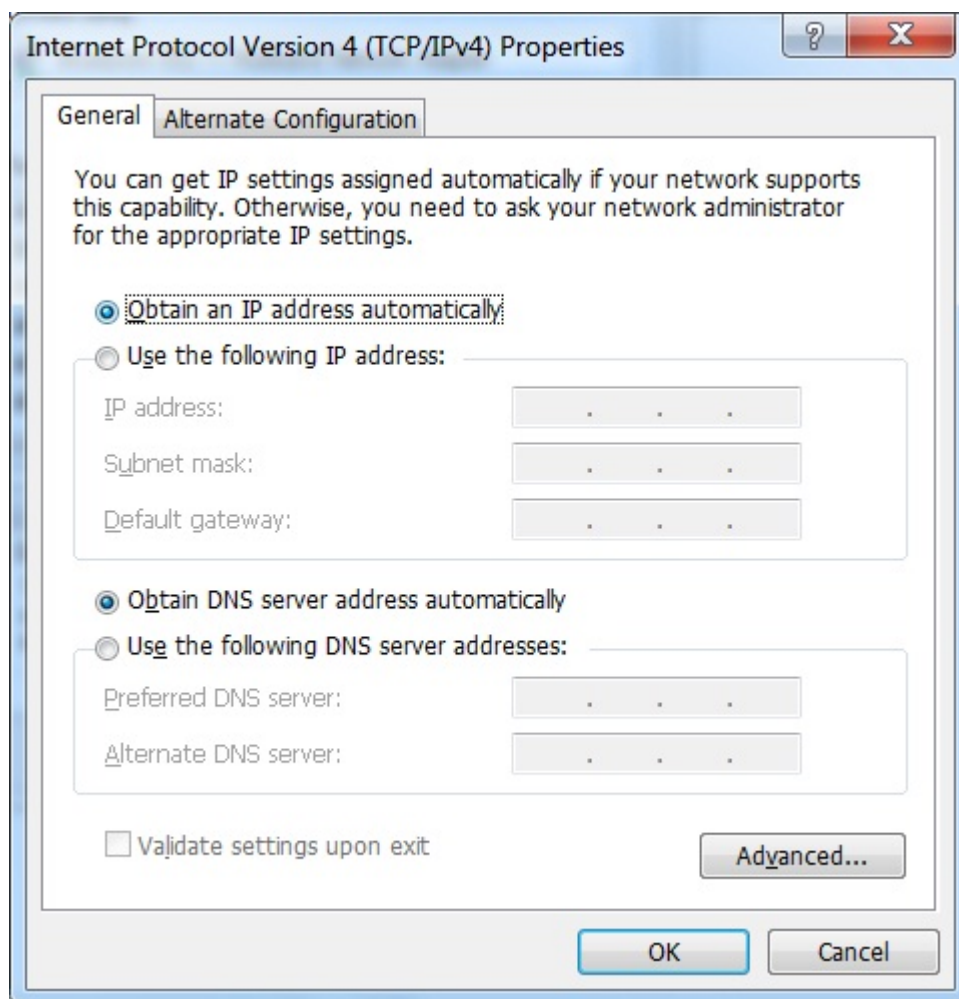 Internet Protocol Version 4 (TCP/IPv4) Properties
General
Alternate Configuration
You can get IP settings assigned automatically if your network supports
this capability. Otherwise, you need to ask your network administrator
for the appropriate IP settings.
Obtain an IP address automatically
Use the following IP address:
IP address:
. . .
Subnet mask:
. . .
Default gateway:
. . .
Obtain DNS server address automatically
Use the following DNS server addresses:
Preferred DNS server:
. . .
Alternate DNS server:
. . .
Validate settings upon exit
Advanced...
OK
Cancel